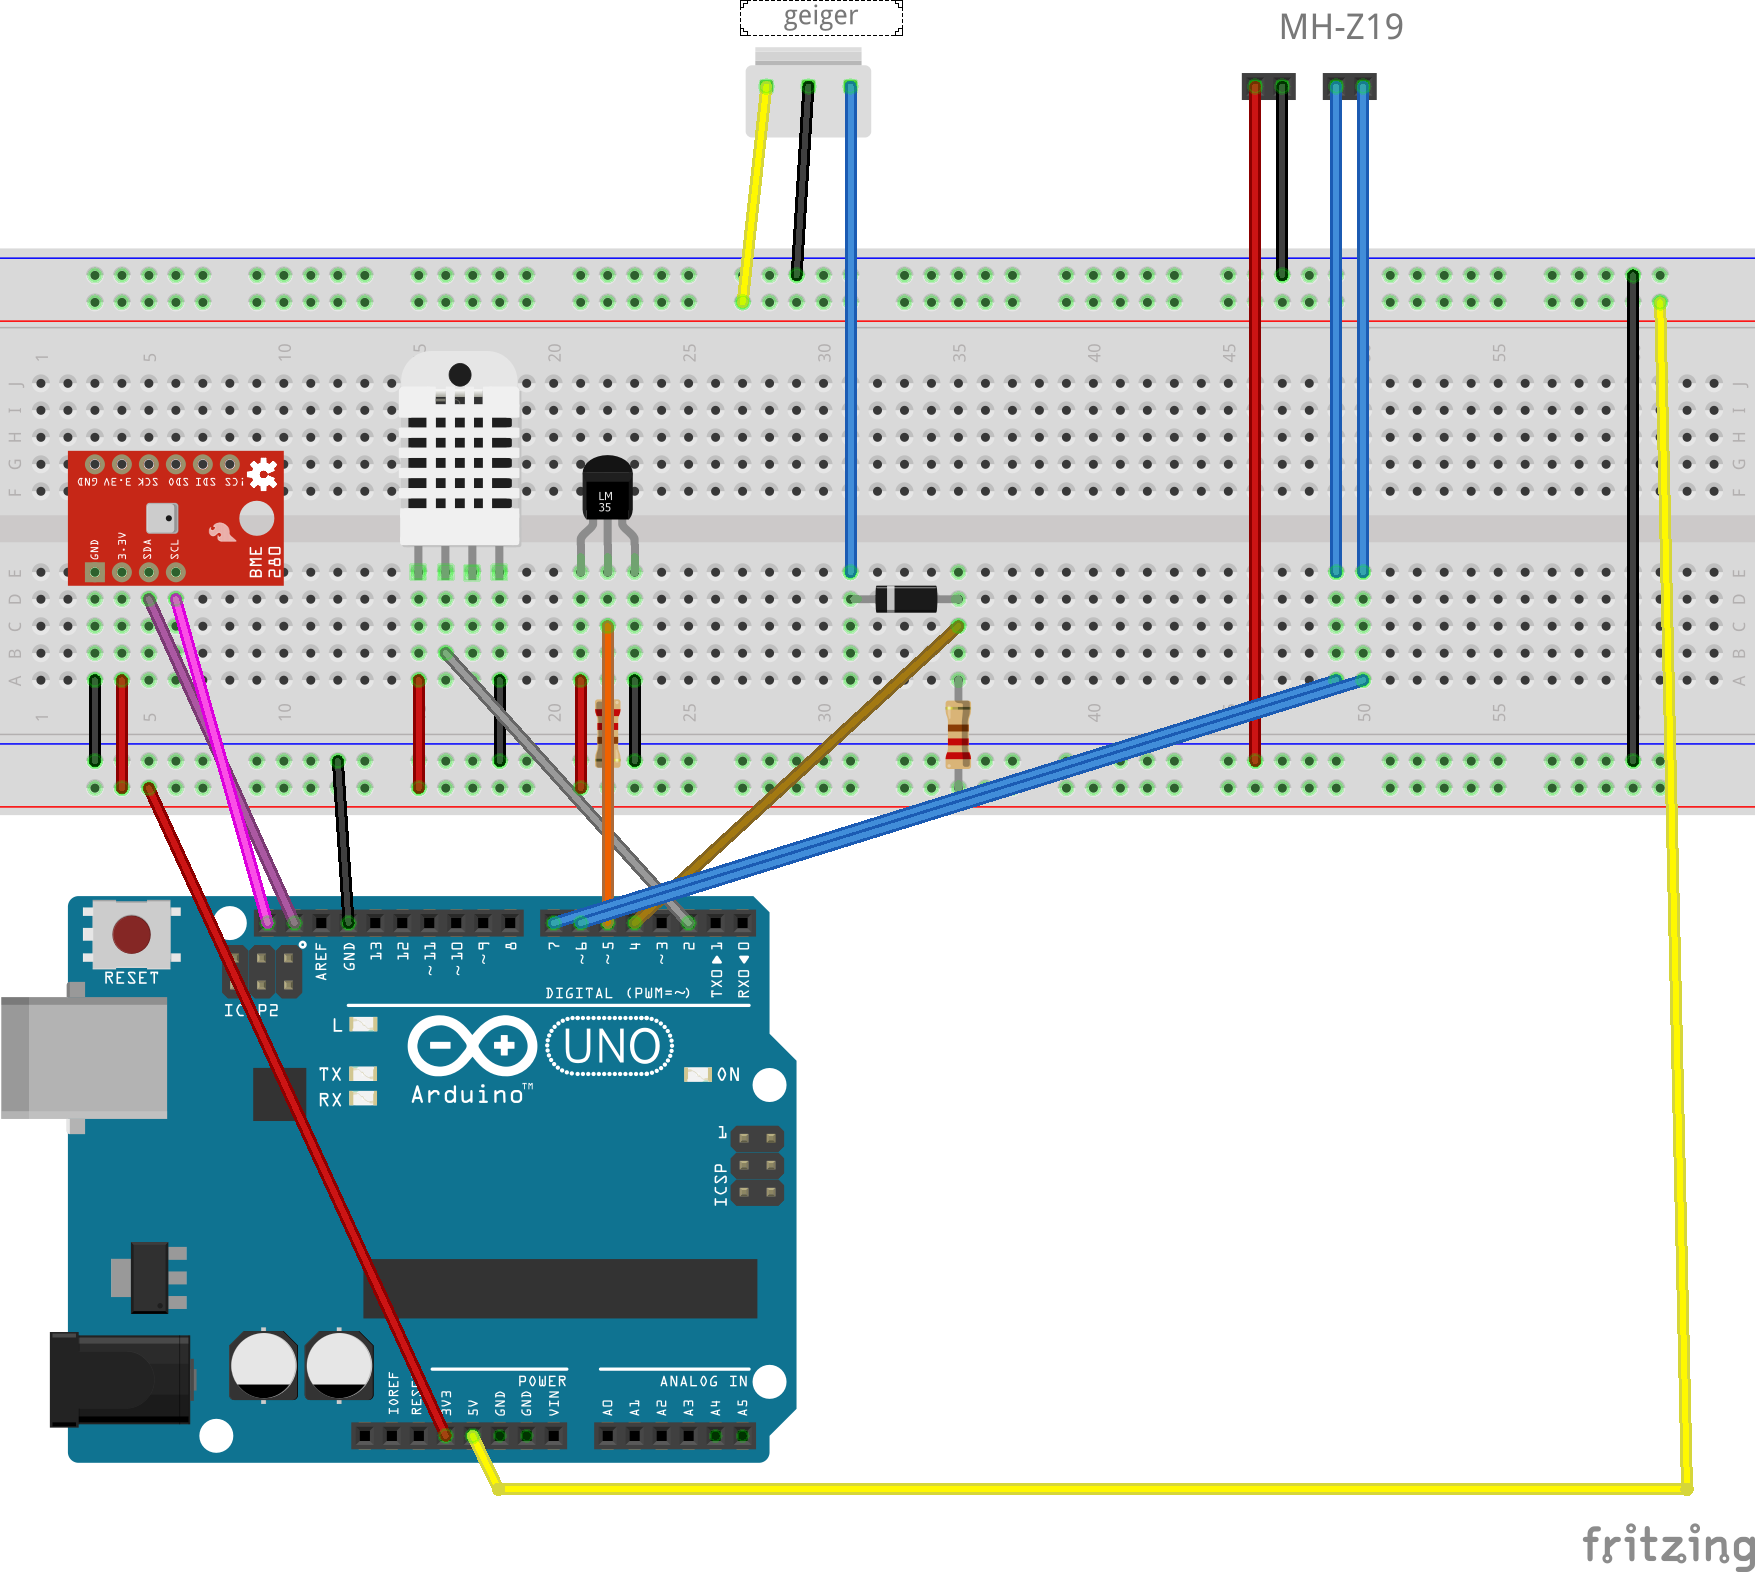 geiger
MH-Z19
1 5 10 25 20 25 30 35 40 45 50 55
J J
I I
H H
G G
F F
GND 3.3V SCK SDO SDI !CS
GND 3.3V SDA SCL
BME 280
LM
35
E E
D D
C C
B B
A A
1 5 10 20 25 30 35 40 50 55
RESET
ICSP2
AREF GND 13 12 ~11 ~10 ~9 8 7 ~6 ~5 4 ~3 2 TX0 1 RX0 0
DIGITAL (PWM=~)
L
UNO
TX
RX
ON
Arduino™
1
ICSP
POWER
ANALOG IN
IOREF 3V3 5V GND GND VIN A0 A1 A2 A3 A4 A5
fritzing